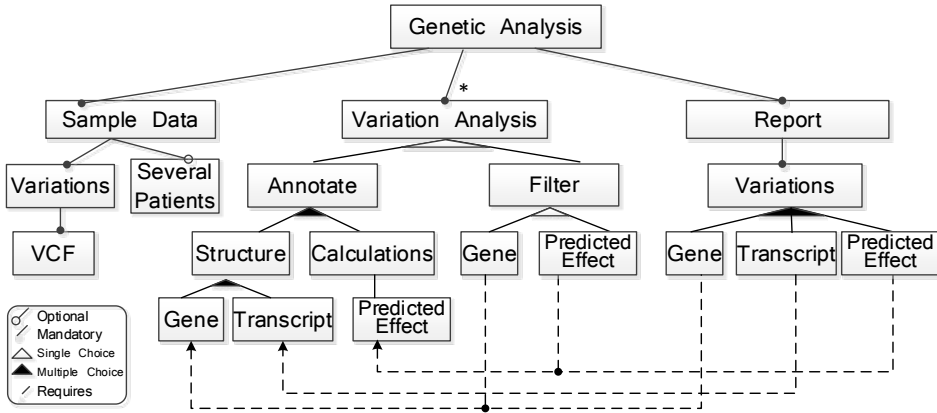 Genetic Analysis
*
Sample Data
Variation Analysis
Report
Variations
Several
Patients
Annotate
Filter
Variations
VCF
Structure
Calculations
Gene
Predicted
Effect
Gene
Transcript
Predicted
Effect
Gene
Transcript
Predicted
Effect
Optional
Mandatory
Single Choice
Multiple Choice
Requires